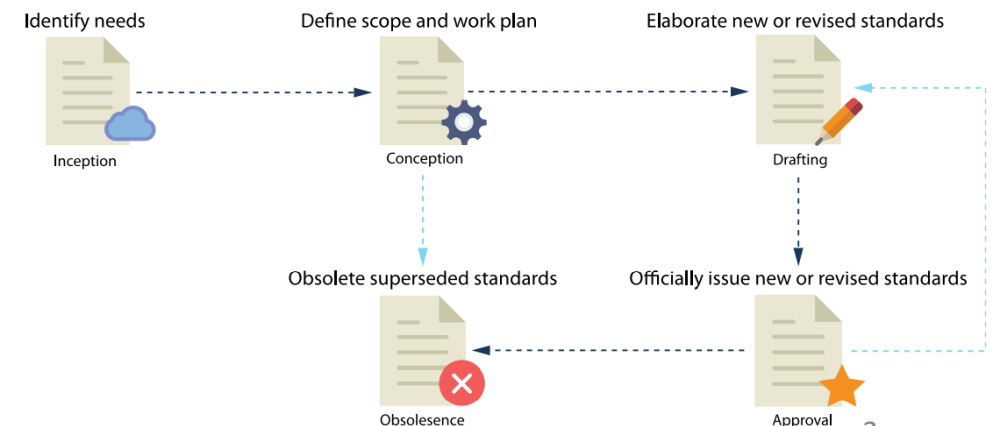 Identify needs
Define scope and work plan
Elaborate new or revised standards
Inception
Conception
Drafting
Obsolete superseded standards
Officially issue new or revised standards
Obsolesence
Approval